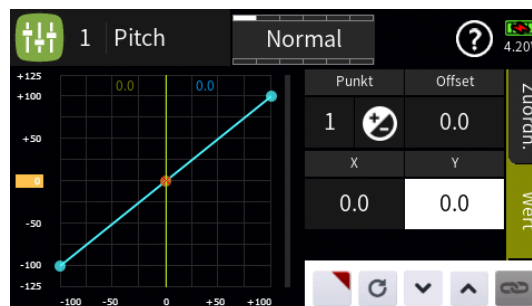 1 Pitch Normal ? 4.20V
+125 0.0 0.0 Punkt Offset Zuordn.
+100
1 0.0
+50
X Y
0 0.0 0.0 Wert
-50
-100
-125
-100 -50 0 +50 +100